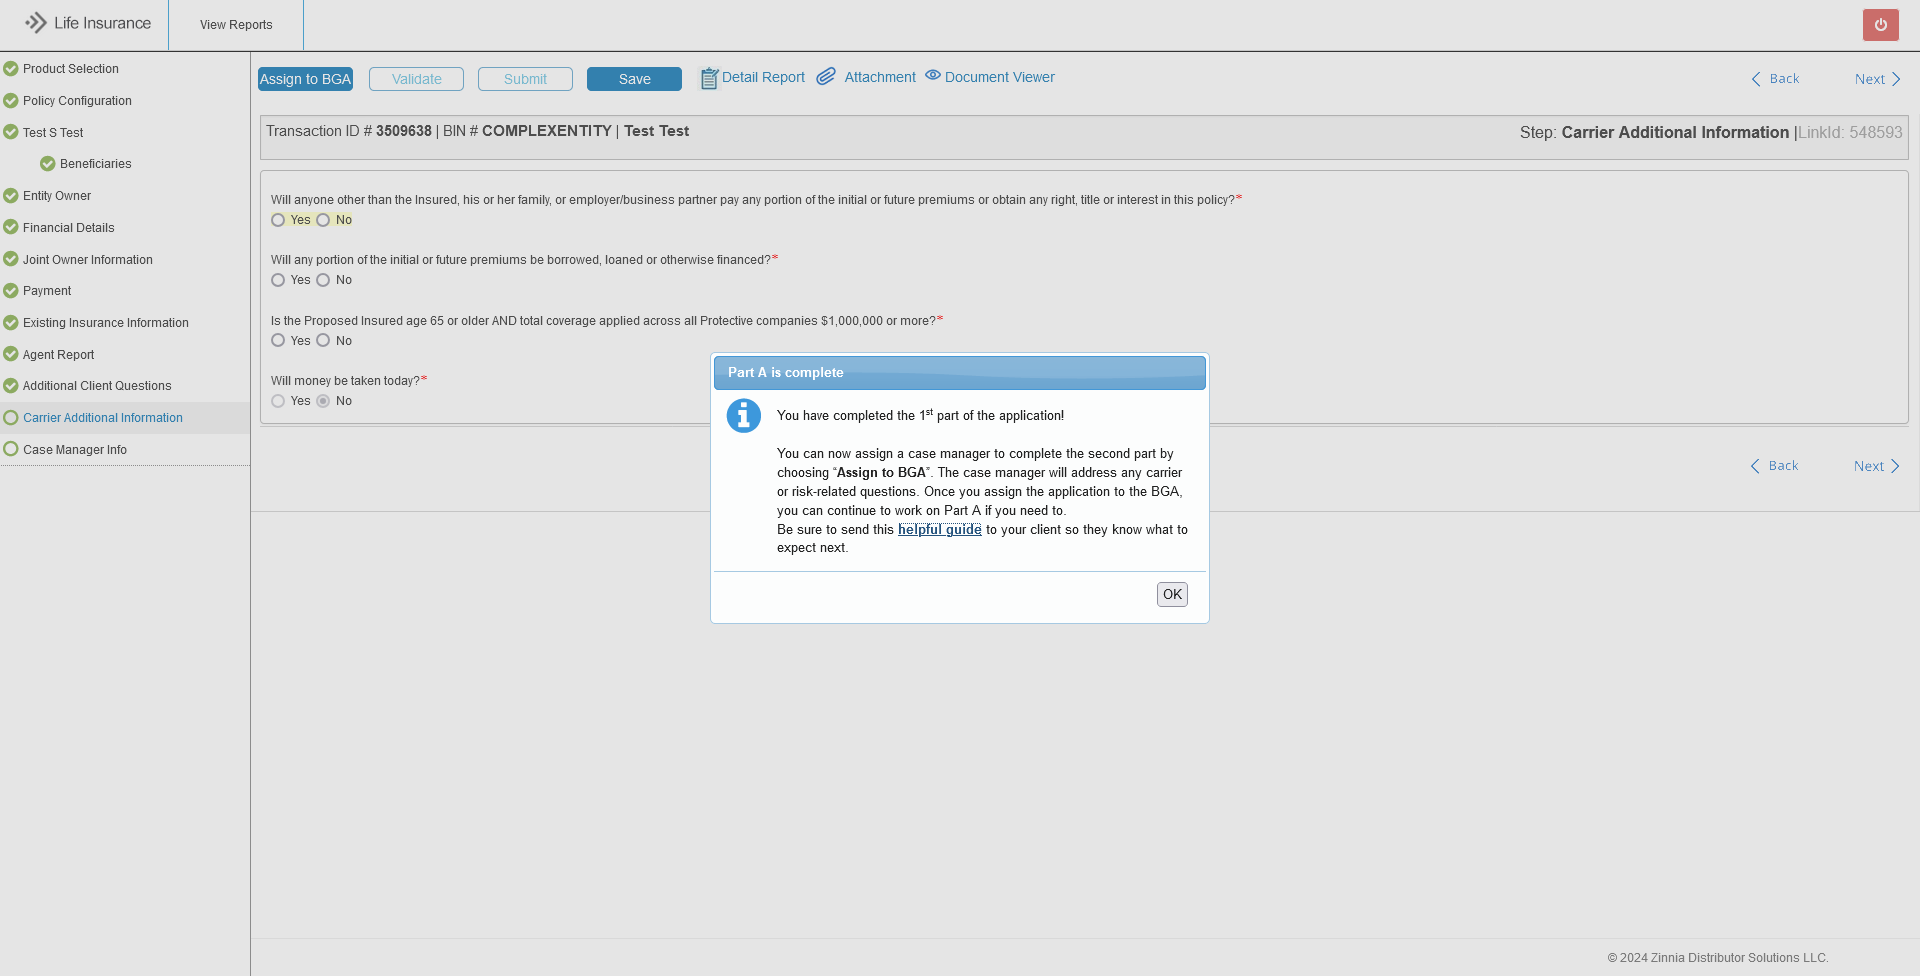 Life Insurance
View Reports
Product Selection
Policy Configuration
Test S Test
Beneficiaries
Entity Owner
Financial Details
Joint Owner Information
Payment
Existing Insurance Information
Agent Report
Additional Client Questions
Carrier Additional Information
Case Manager Info
Assign to BGA Validate Submit Save Detail Report Attachment Document Viewer Back Next
Transaction ID # 3509638 | BIN # COMPLEXENTITY | Test Test
Step: Carrier Additional Information |LinkId: 548593
Will anyone other than the Insured, his or her family, or employer/business partner pay any portion of the initial or future premiums or obtain any right, title or interest in this policy?*
Yes No
Will any portion of the initial or future premiums be borrowed, loaned or otherwise financed?*
Yes No
Is the Proposed Insured age 65 or older AND total coverage applied across all Protective companies $1,000,000 or more?*
Yes No
Will money be taken today?*
Yes No
Back Next
Part A is complete
You have completed the 1st part of the application!
You can now assign a case manager to complete the second part by
choosing “Assign to BGA”. The case manager will address any carrier
or risk-related questions. Once you assign the application to the BGA,
you can continue to work on Part A if you need to.
Be sure to send this helpful guide to your client so they know what to
expect next.
OK
© 2024 Zinnia Distributor Solutions LLC.